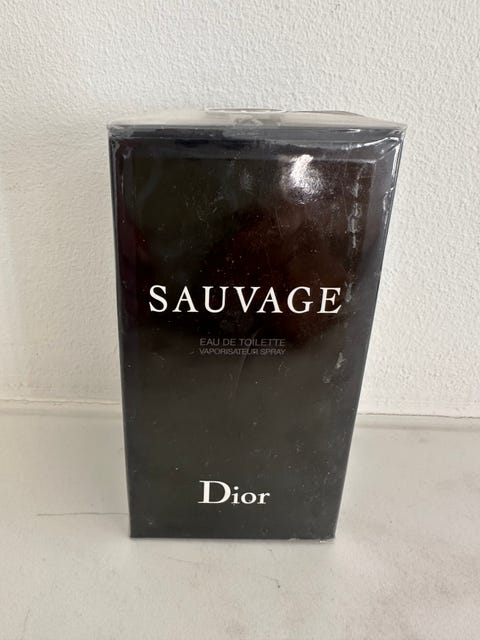 SAUVAGE
EAU DE TOILETTE
VAPORISATEUR SPRAY
Dior